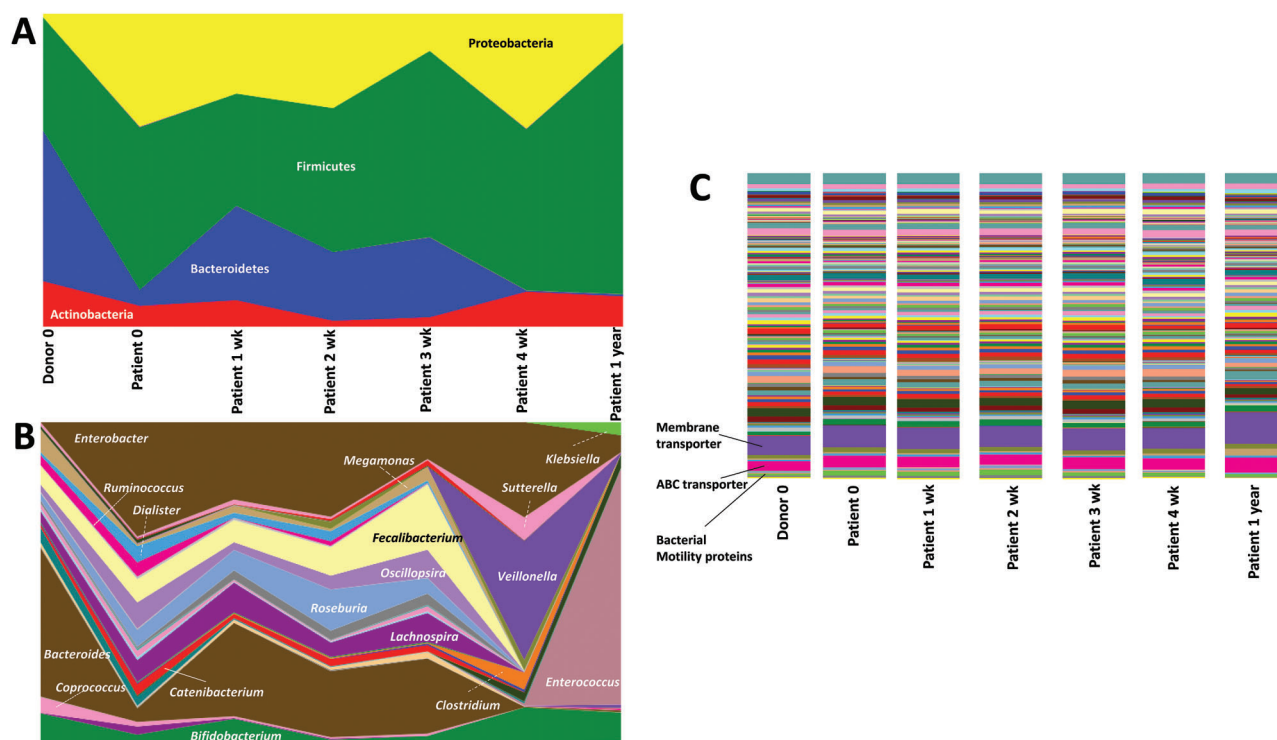 A
Proteobacteria
Firmicutes
Bacteroidetes
Actinobacteria
Donor 0
Patient 0
Patient 1 wk
Patient 2 wk
Patient 3 wk
Patient 4 wk
Patient 1 year
B
Enterobacter
Ruminococcus
Dialister
Megamonas
Klebsiella
Sutterella
Fecalibacterium
Oscillopsira
Veillonella
Roseburia
Lachnospira
Bacteroides
Coprococcus
Catenibacterium
Clostridium
Enterococcus
Bifidobacterium
C
Membrane
transporter
ABC transporter
Bacterial
Motility proteins
Donor 0
Patient 0
Patient 1 wk
Patient 2 wk
Patient 3 wk
Patient 4 wk
Patient 1 year